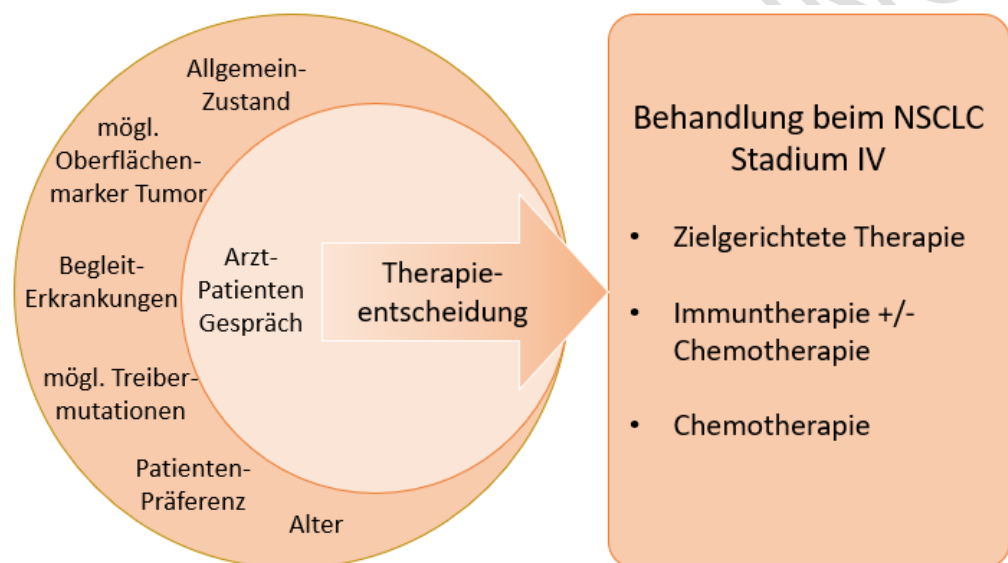 Allgemein-
Zustand
mögl.
Oberflächen-
marker Tumor
Begleit-
Erkrankungen
mögl. Treiber-
mutationen
Patienten-
Präferenz
Alter
Arzt-
Patienten
Gespräch
Therapie-
entscheidung
Behandlung beim NSCLC
Stadium IV
• Zielgerichtete Therapie
• Immuntherapie +/-
Chemotherapie
• Chemotherapie